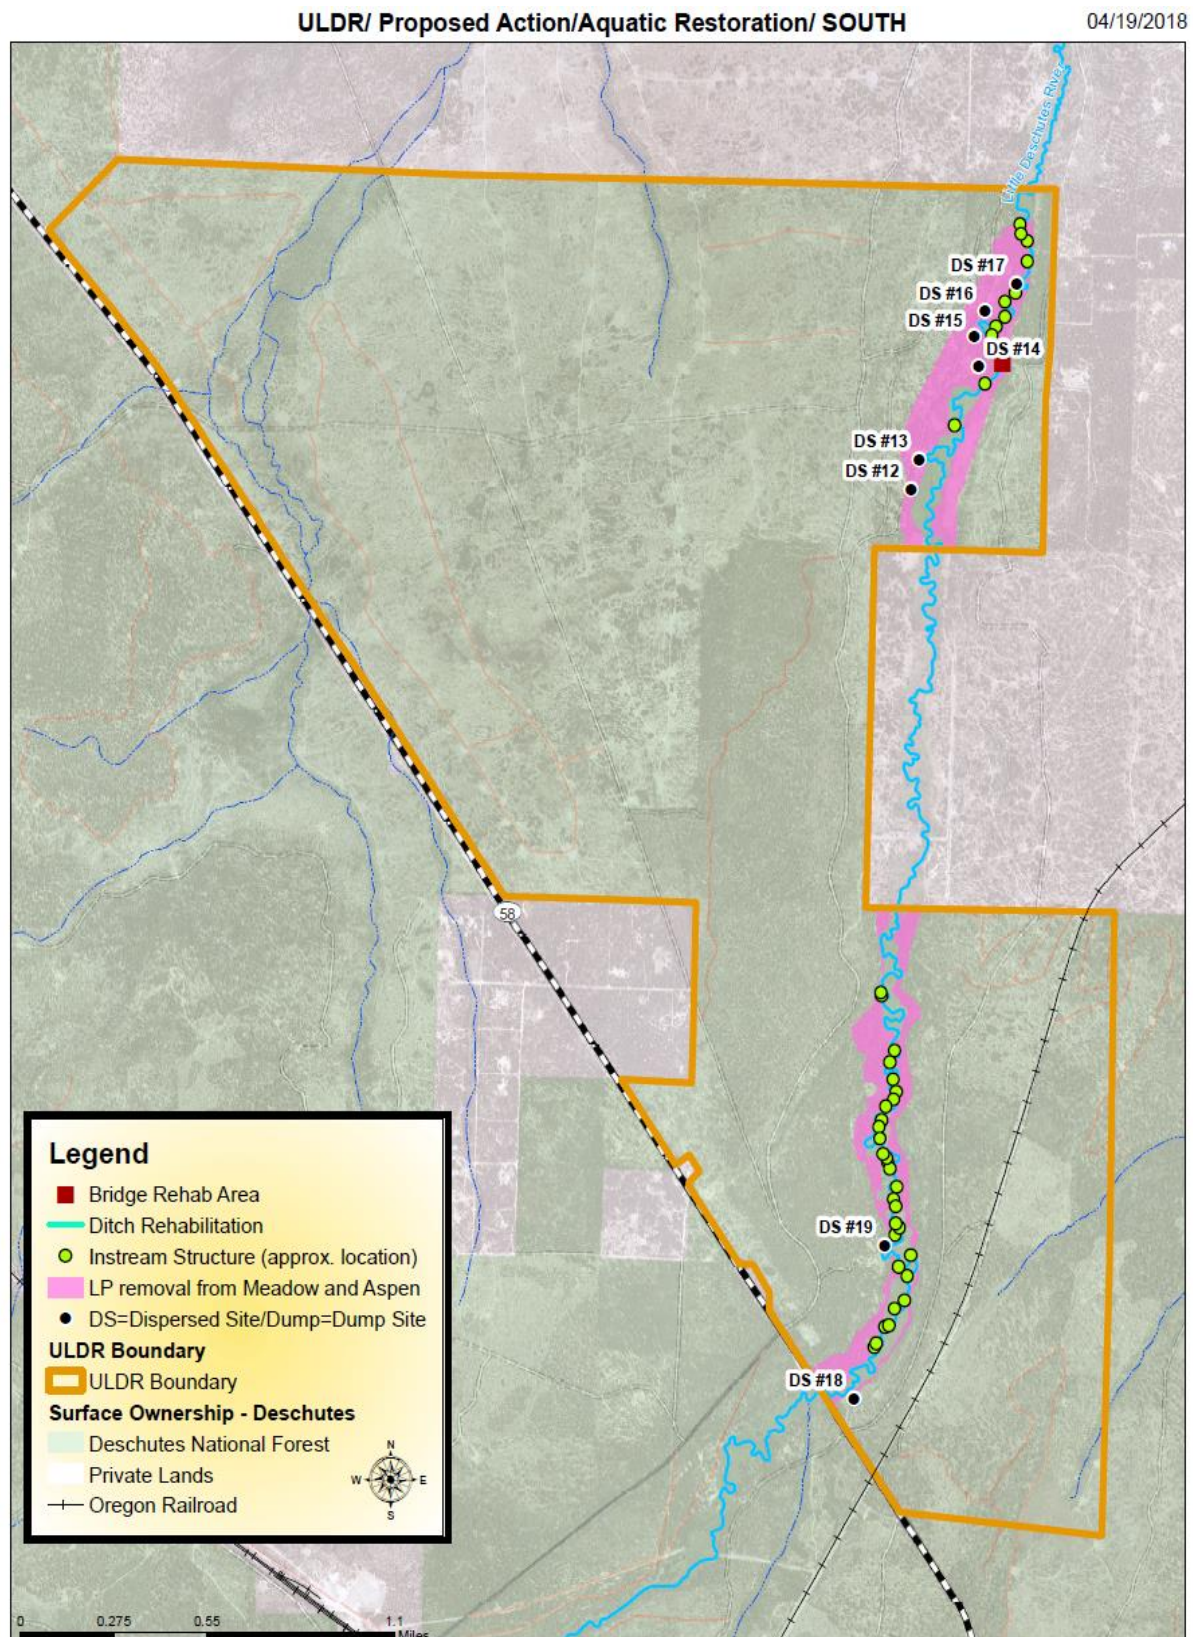 ULDR/ Proposed Action/Aquatic Restoration/ SOUTH
04/19/2018
Little Deschutes River
DS #17
DS #16
DS #15
DS #14
DS #13
DS #12
58
DS #19
DS #18
Legend
Bridge Rehab Area
Ditch Rehabilitation
Instream Structure (approx. location)
LP removal from Meadow and Aspen
DS=Dispersed Site/Dump=Dump Site
ULDR Boundary
ULDR Boundary
Surface Ownership - Deschutes
Deschutes National Forest
Private Lands
Oregon Railroad
N
W E
S
0 0.275 0.55 1.1
Miles